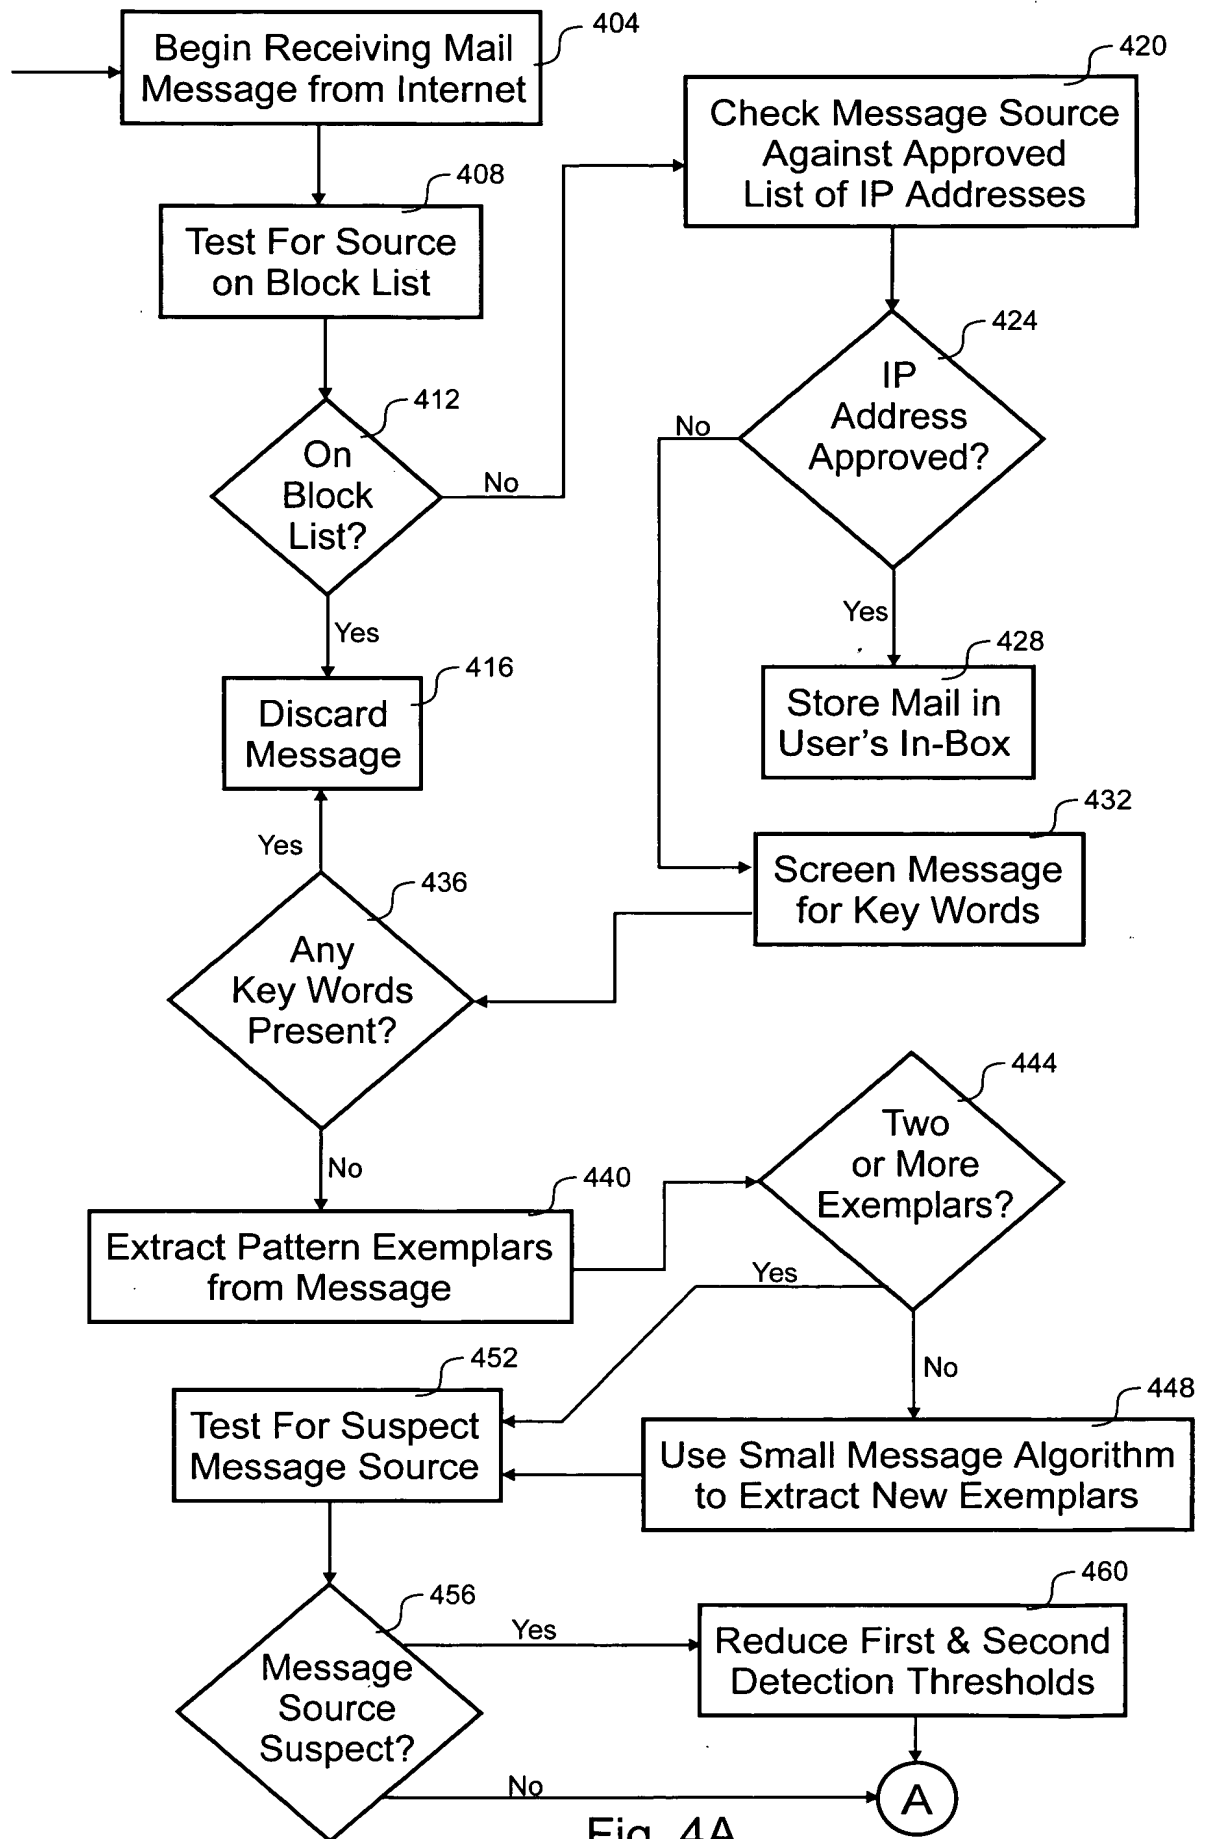 404
Begin Receiving Mail
Message from Internet
420
Check Message Source
Against Approved
List of IP Addresses
408
Test For Source
on Block List
424
IP
Address
Approved?
412
On
Block
List?
No
No
Yes
Yes
416
Discard
Message
428
Store Mail in
User's In-Box
432
Screen Message
for Key Words
Yes
436
Any
Key Words
Present?
444
Two
or More
Exemplars?
No
440
Extract Pattern Exemplars
from Message
Yes
No
452
Test For Suspect
Message Source
448
Use Small Message Algorithm
to Extract New Exemplars
456
Message
Source
Suspect?
Yes
460
Reduce First & Second
Detection Thresholds
No
A
Fig. 4A